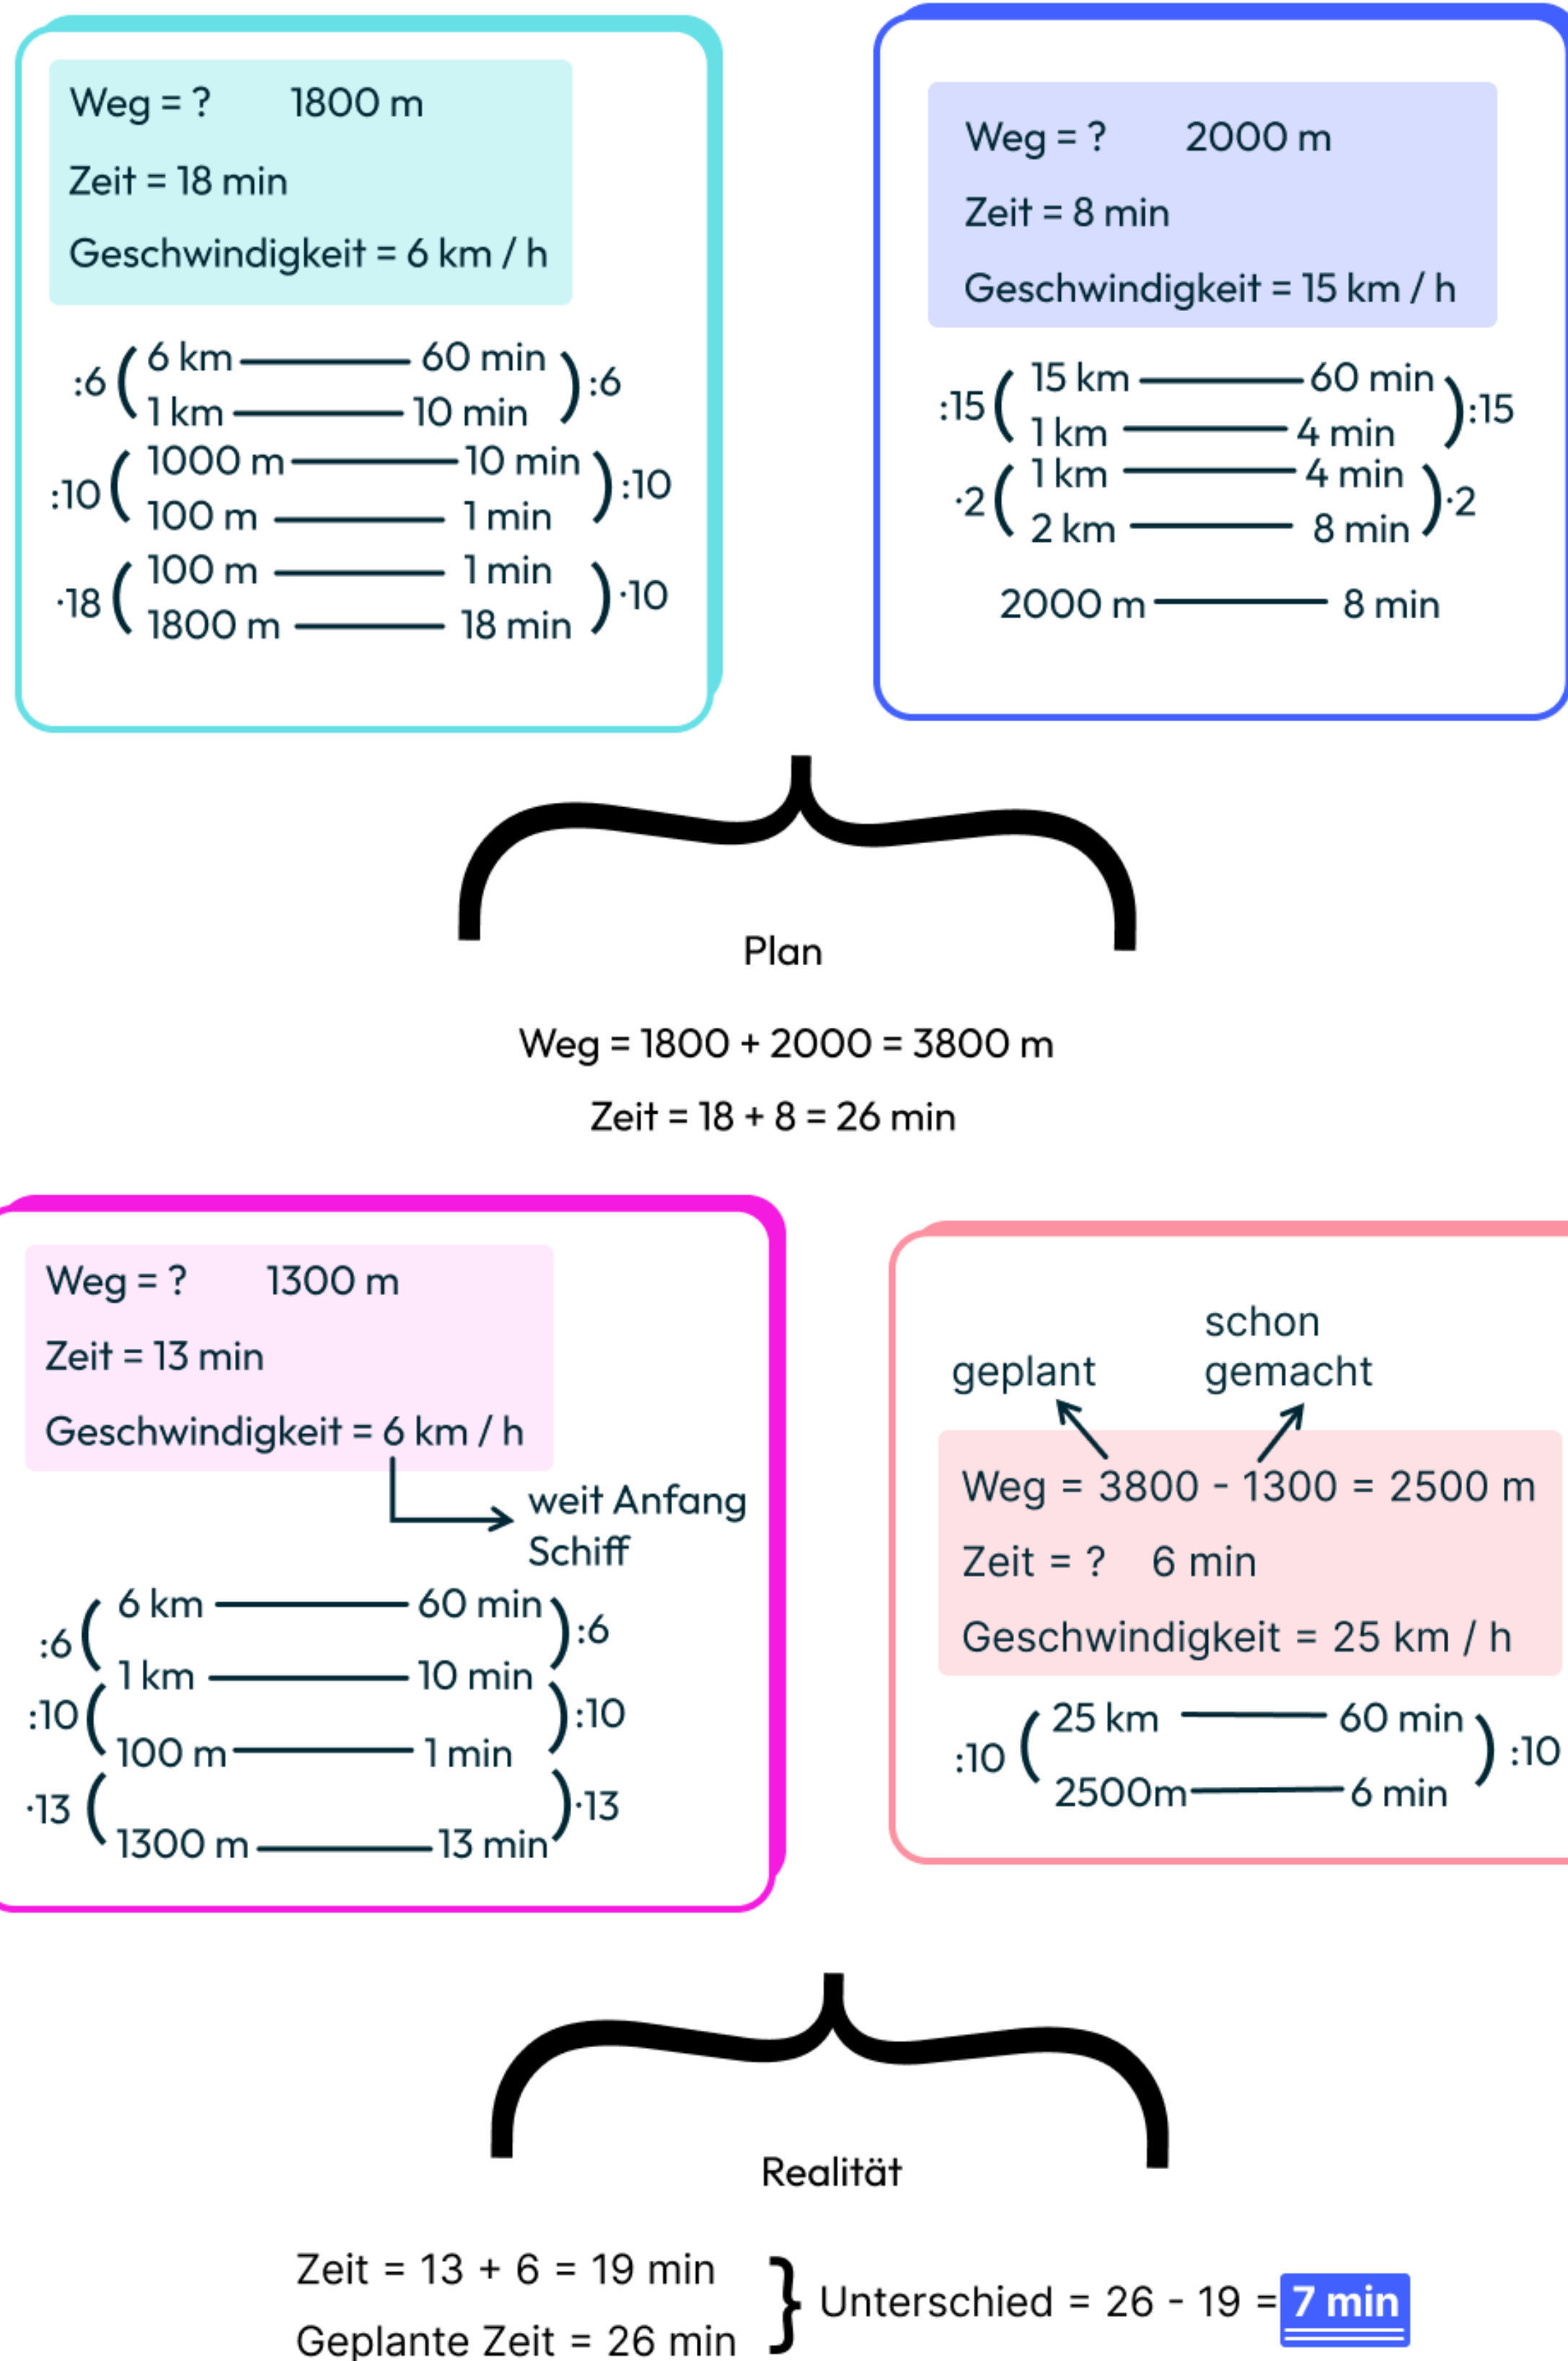 Weg = ? 1800 m
Zeit = 18 min
Geschwindigkeit = 6 km / h
:6 ( 6 km 60 min ) :6
1 km 10 min
:10 ( 1000 m 10 min ) :10
100 m 1 min
·18 ( 100 m 1 min ) ·10
1800 m 18 min
Weg = ? 2000 m
Zeit = 8 min
Geschwindigkeit = 15 km / h
:15 ( 15 km 60 min ) :15
1 km 4 min
·2 ( 1 km 4 min ) ·2
2 km 8 min
2000 m 8 min
Plan
Weg = 1800 + 2000 = 3800 m
Zeit = 18 + 8 = 26 min
Weg = ? 1300 m
Zeit = 13 min
Geschwindigkeit = 6 km / h
weit Anfang
Schiff
:6 ( 6 km 60 min ) :6
1 km 10 min
:10 ( ) :10
100 m 1 min
·13 ( ) ·13
1300 m 13 min
schon
geplant gemacht
Weg = 3800 - 1300 = 2500 m
Zeit = ? 6 min
Geschwindigkeit = 25 km / h
:10 ( 25 km 60 min ) :10
2500m 6 min
Realität
Zeit = 13 + 6 = 19 min
Geplante Zeit = 26 min
} Unterschied = 26 - 19 = 7 min